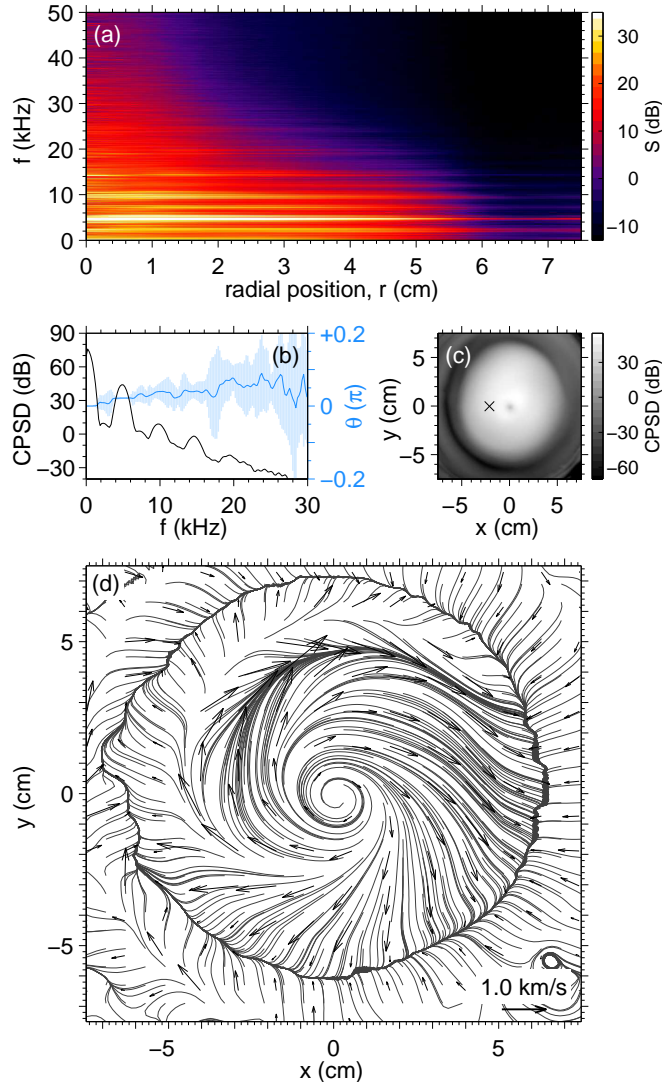 (a)
f (kHz)
50
40
30
20
10
0
0 1 2 3 4 5 6 7
radial position, r (cm)
30
20
10
0
−10
S (dB)
(b)
CPSD (dB)
90
60
30
0
−30
0 10 20 30
f (kHz)
+0.2
0
−0.2
θ (π)
(c)
y (cm)
5
0
−5
−5 0 5
x (cm)
30
0
−30
−60
CPSD (dB)
(d)
y (cm)
5
0
−5
−5 0 5
x (cm)
1.0 km/s